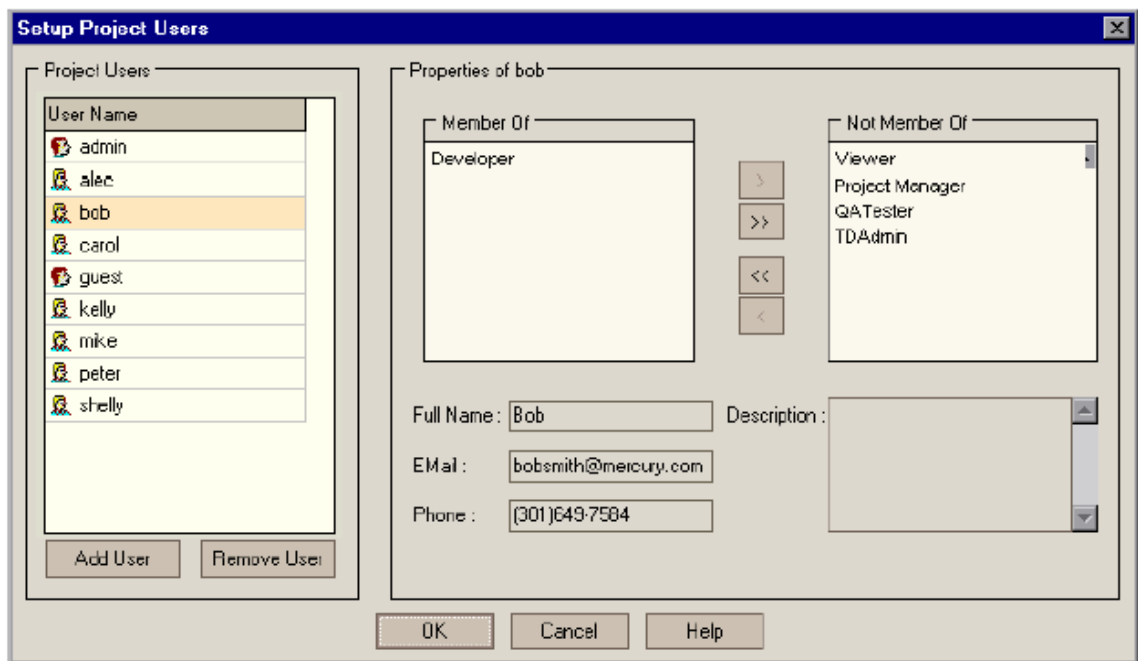 Setup Project Users
Project Users
User Name
admin
alec
bob
carol
guest
kelly
mike
peter
shelly
Add User
Remove User
Properties of bob
Member Of
Developer
>
>>
<<
<
Not Member Of
Viewer
Project Manager
QATester
TDAdmin
Full Name :
Bob
EMail :
bobsmith@mercury.com
Phone :
(301)649-7584
Description :
OK
Cancel
Help